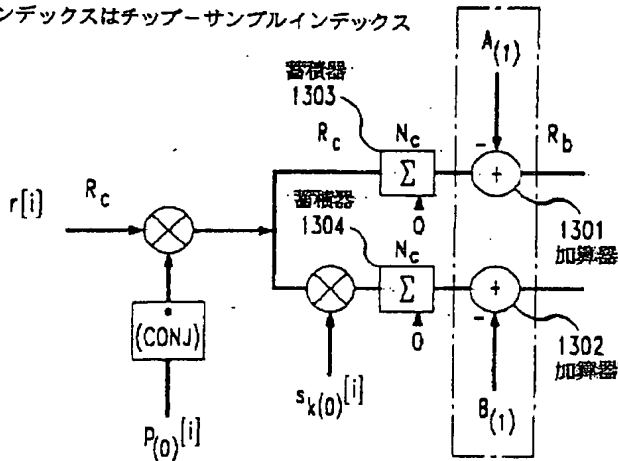 ンデックスはチップーサンプルインデックス
A(1)
蓄積器
1303
R_c
N_c
-
R_b
Σ
+
r[i]
R_c
0
1301
加算器
蓄積器
1304
N_c
Σ
+
(CONJ)
*
0
-
1302
加算器
s_k(0)[i]
B(1)
p(0)[i]